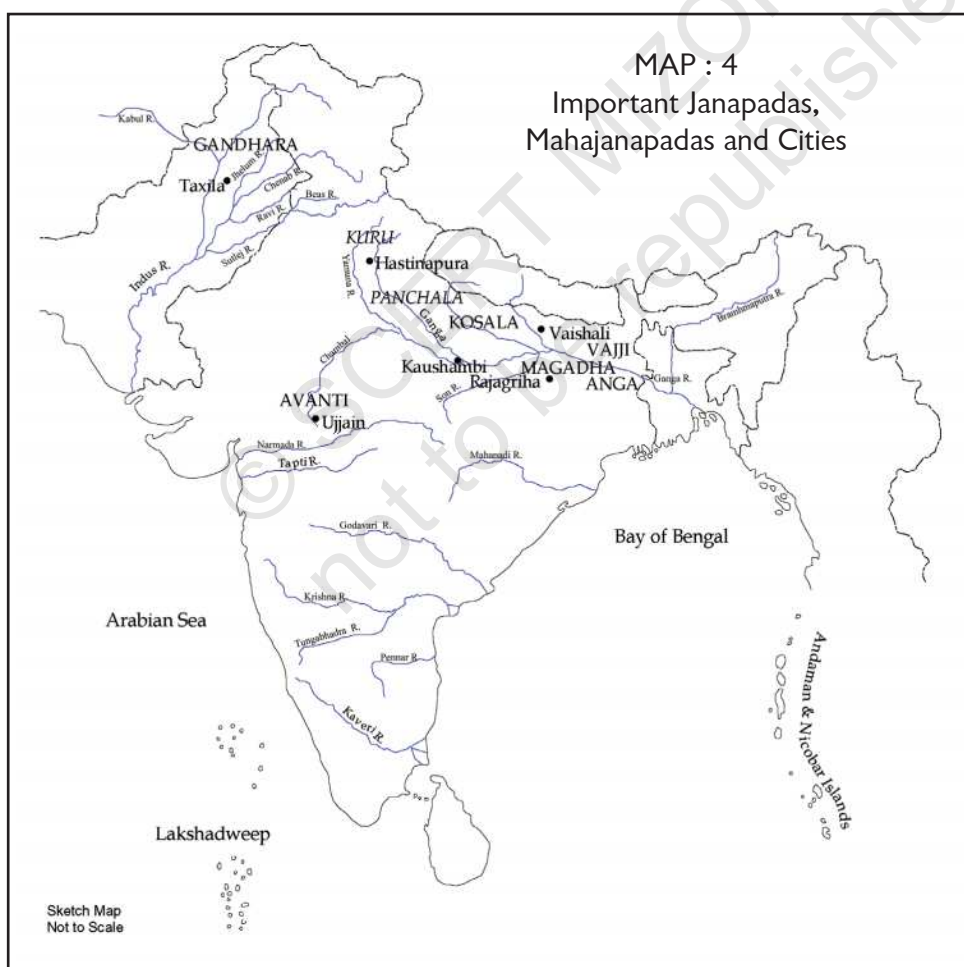 MAP : 4
Important Janapadas,
Mahajanapadas and Cities
Kabul R.
GANDHARA
Taxila
Jhelum R.
Chenab R.
Ravi R.
Beas R.
Sutlej R.
Indus R.
KURU
Hastinapura
Yamuna R.
PANCHALA
Ganga
KOSALA
Vaishali
VAJJI
Brainhmaputra R.
Chambal
Kaushambi
MAGADHA
Rajagriha
ANGA
Ganga R.
Son R.
AVANTI
Ujjain
Narmada R.
Tapti R.
Mahanadi R.
Godavari R.
Bay of Bengal
Krishna R.
Arabian Sea
Tungabhadra R.
Pennar R
Kaveri R.
Andaman & Nicobar Islands
Lakshadweep
Sketch Map
Not to Scale
© SCERT MIZO
not to be republishe